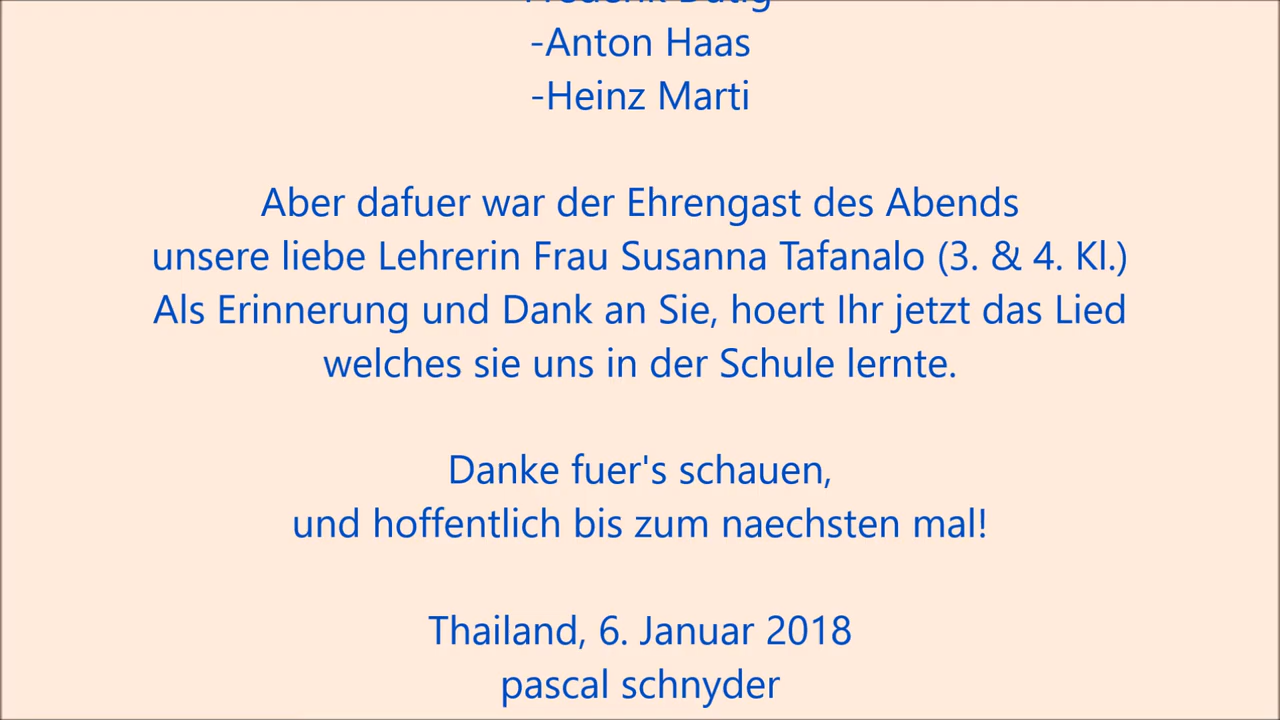 -Anton Haas
-Heinz Marti
Aber dafuer war der Ehrengast des Abends
unsere liebe Lehrerin Frau Susanna Tafanalo (3. & 4. Kl.)
Als Erinnerung und Dank an Sie, hoert Ihr jetzt das Lied
welches sie uns in der Schule lernte.
Danke fuer's schauen,
und hoffentlich bis zum naechsten mal!
Thailand, 6. Januar 2018
pascal schnyder